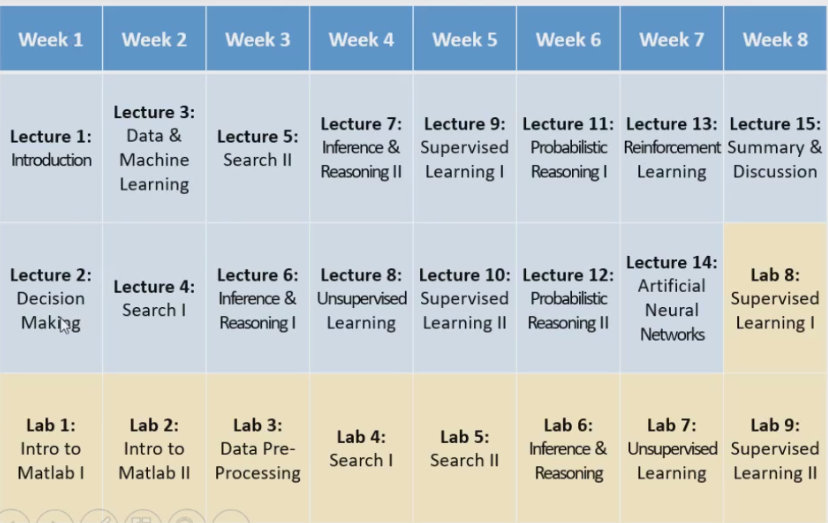 Week 1
Week 2
Week 3
Week 4
Week 5
Week 6
Week 7
Week 8
Lecture 1:
Introduction
Lecture 3:
Data &
Machine
Learning
Lecture 5:
Search II
Lecture 7:
Inference &
Reasoning II
Lecture 9:
Supervised
Learning I
Lecture 11:
Probabilistic
Reasoning I
Lecture 13:
Reinforcement
Learning
Lecture 15:
Summary &
Discussion
Lecture 2:
Decision
Making
Lecture 4:
Search I
Lecture 6:
Inference &
Reasoning I
Lecture 8:
Unsupervised
Learning
Lecture 10:
Supervised
Learning II
Lecture 12:
Probabilistic
Reasoning II
Lecture 14:
Artificial
Neural
Networks
Lab 8:
Supervised
Learning I
Lab 1:
Intro to
Matlab I
Lab 2:
Intro to
Matlab II
Lab 3:
Data Pre-
Processing
Lab 4:
Search I
Lab 5:
Search II
Lab 6:
Inference &
Reasoning
Lab 7:
Unsupervised
Learning
Lab 9:
Supervised
Learning II